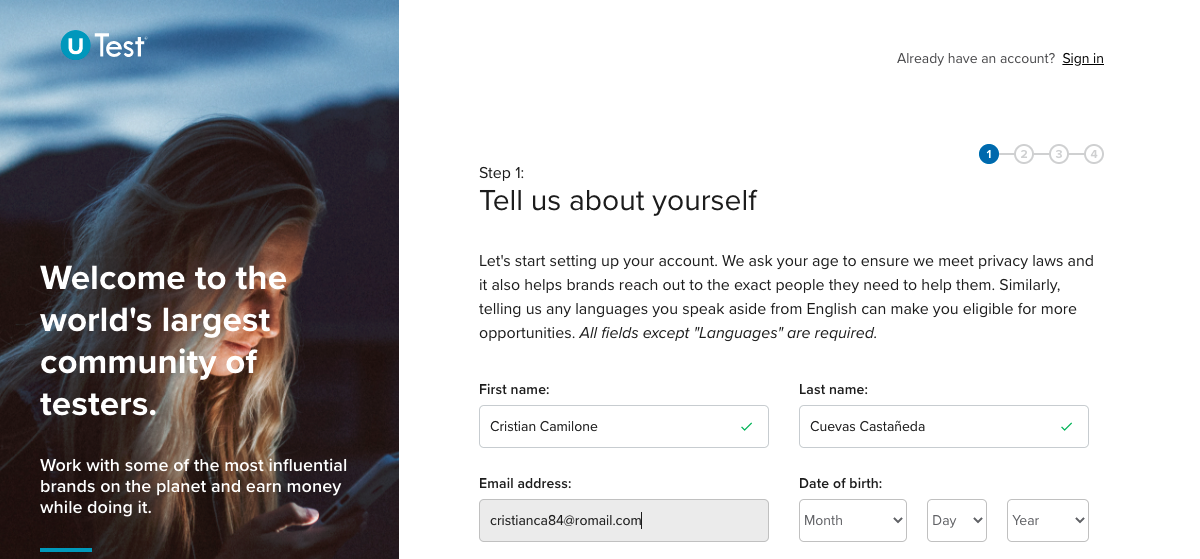 U Test
Already have an account? Sign in
1 2 3 4
Step 1:
Tell us about yourself
Welcome to the
world's largest
community of
testers.
Work with some of the most influential
brands on the planet and earn money
while doing it.
Let's start setting up your account. We ask your age to ensure we meet privacy laws and
it also helps brands reach out to the exact people they need to help them. Similarly,
telling us any languages you speak aside from English can make you eligible for more
opportunities. All fields except "Languages" are required.
First name:
Last name:
Cristian Camilone
Cuevas Castañeda
Email address:
Date of birth:
cristianca84@romail.com
Month
Day
Year